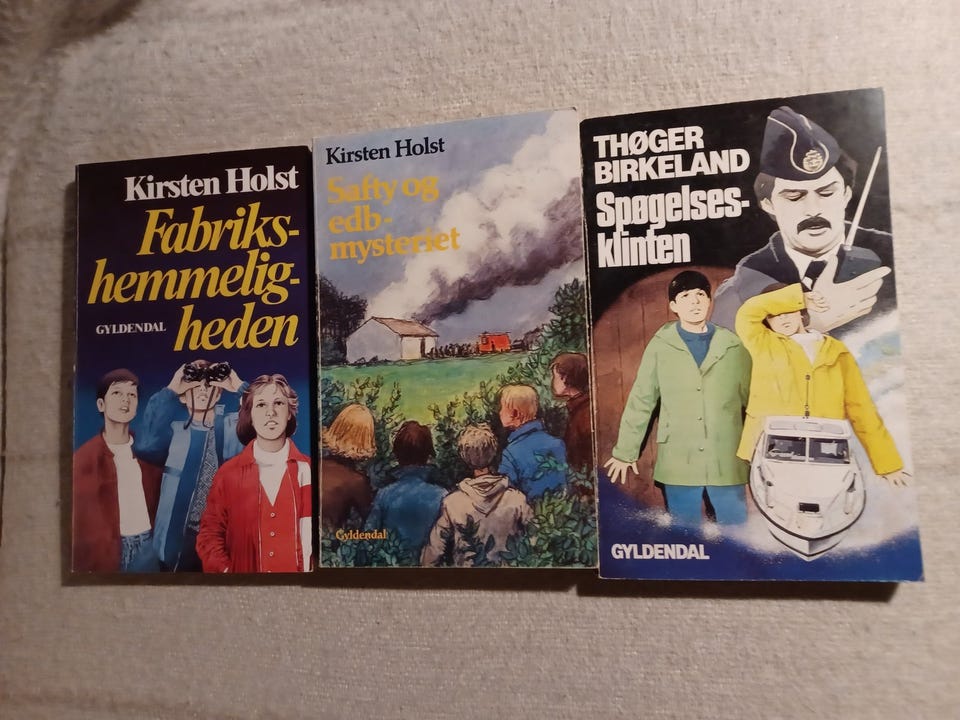 Kirsten Holst
Fabriks-
hemmelig-
heden
GYLDENDAL
Kirsten Holst
Safty og
edb-
mysteriet
Gyldendal
THØGER
BIRKELAND
Spøgelses-
klinten
GYLDENDAL